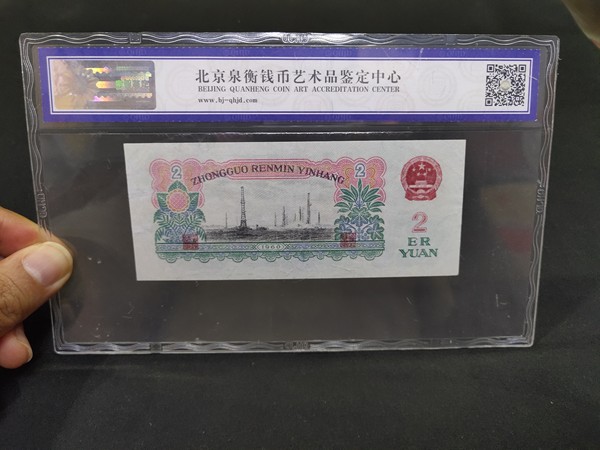 北京泉衡钱币艺术品鉴定中心
BEIJING QUANHENG COIN ART ACCREDITATION CENTER
www.bj-qhjd.com
2 ZHONGGUO RENMIN YINHANG 2
2
ER
YUAN
1960